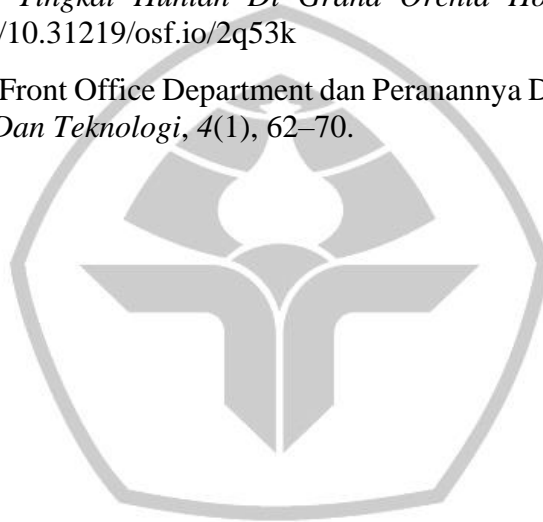 Tingkat Hunian Di Grand Orchid Ho
/10.31219/osf.io/2q53k
Front Office Department dan Peranannya D
Dan Teknologi, 4(1), 62–70.